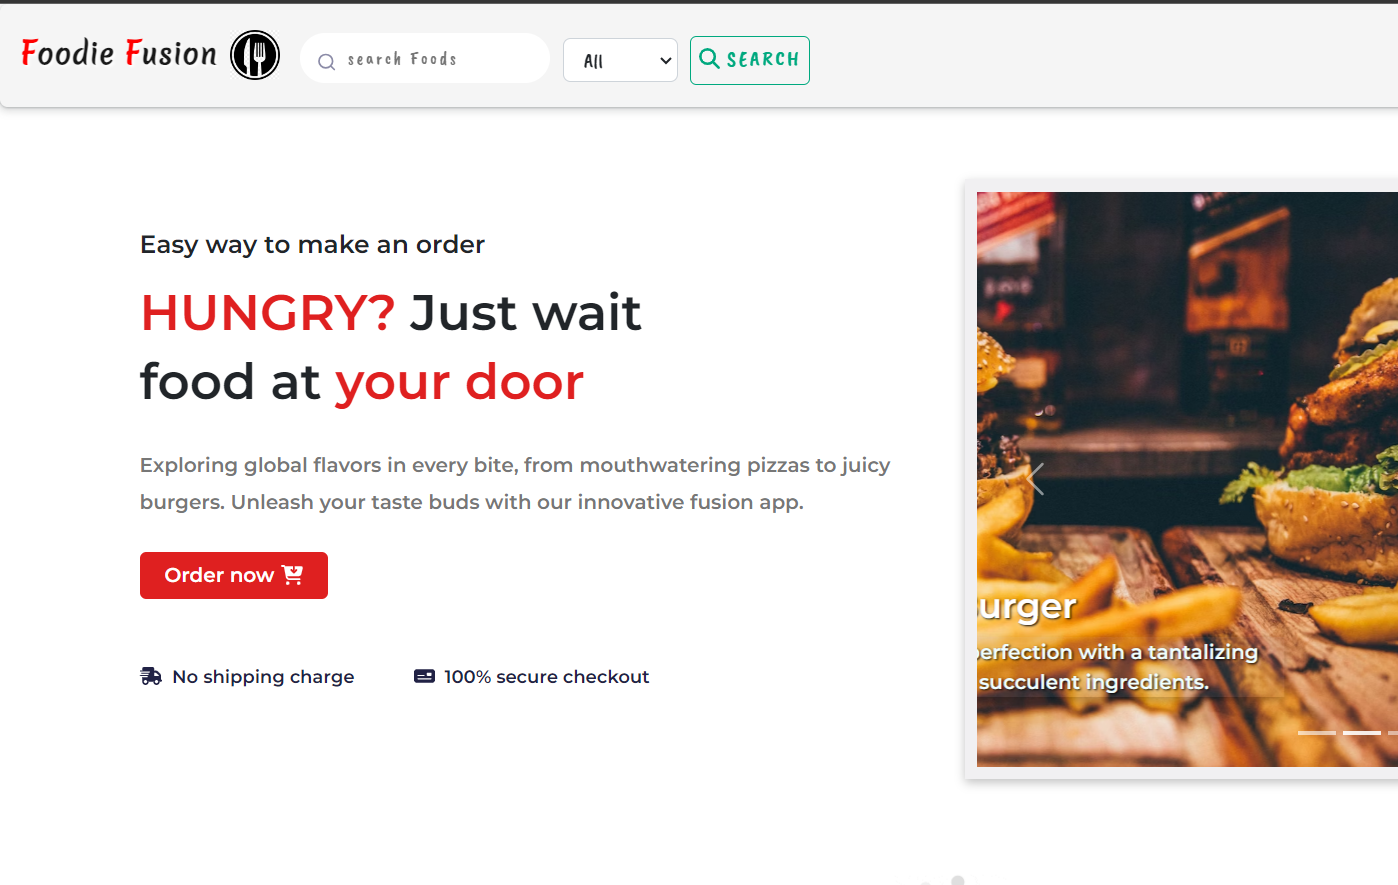 Foodie Fusion
search Foods
All
SEARCH
Easy way to make an order
HUNGRY? Just wait
food at your door
Exploring global flavors in every bite, from mouthwatering pizzas to juicy
burgers. Unleash your taste buds with our innovative fusion app.
Order now
No shipping charge
100% secure checkout
urger
perfection with a tantalizing
succulent ingredients.